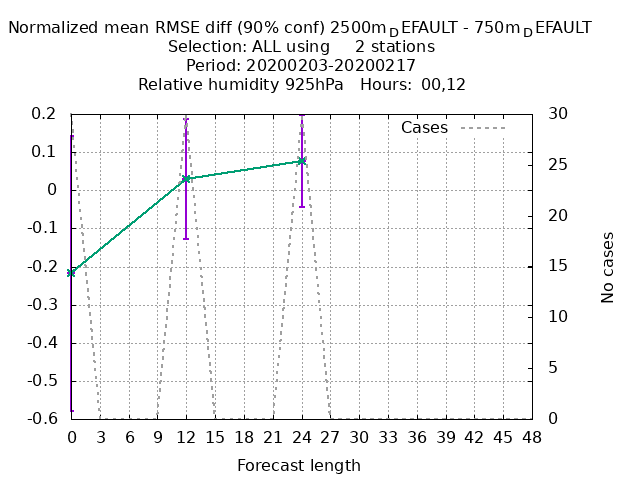 Normalized mean RMSE diff (90% conf) 2500m_DEFAULT - 750m_DEFAULT
Selection: ALL using 2 stations
Period: 20200203-20200217
Relative humidity 925hPa Hours: 00,12
Cases
0.2
0.1
0
-0.1
-0.2
-0.3
-0.4
-0.5
-0.6
30
25
20
15
10
5
0
No cases
0 3 6 9 12 15 18 21 24 27 30 33 36 39 42 45 48
Forecast length